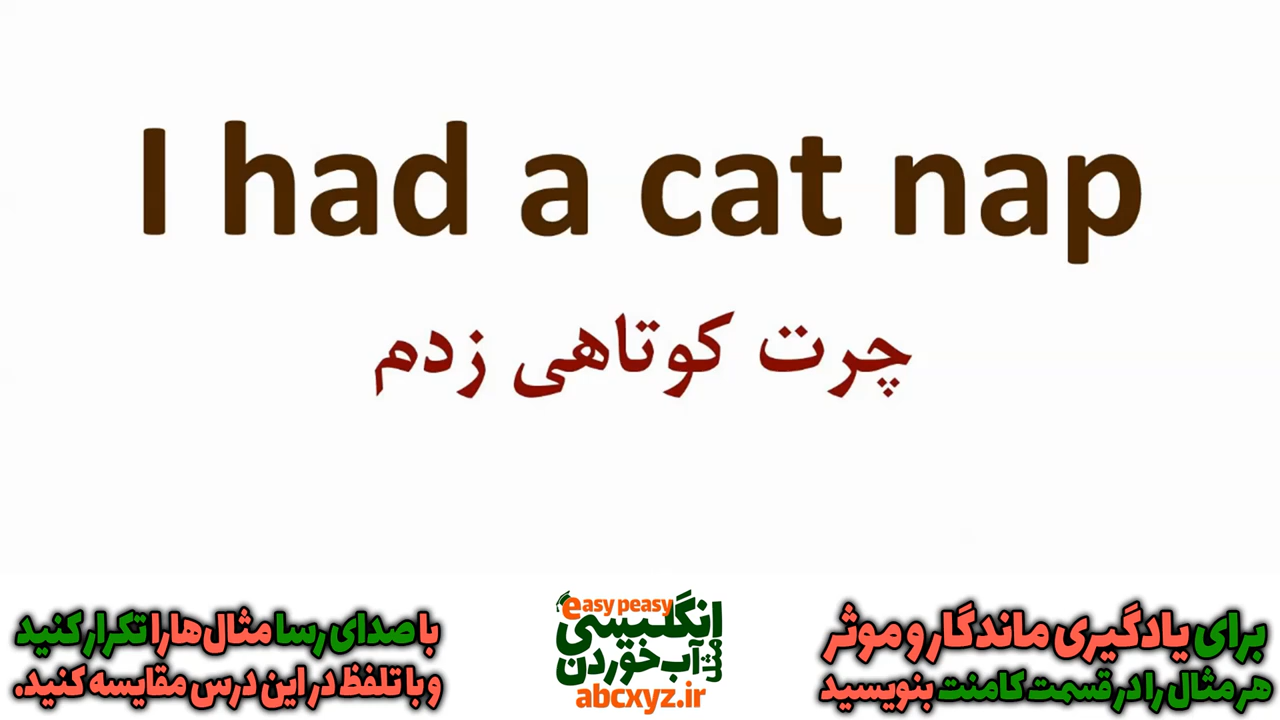 I had a cat nap
چرت کوتاهی زدم
برای یادگیری ماندگار و موثر
هر مثال را در قسمت کامنت بنویسید
easy peasy
انگلیسی
مثل آب خوردن
abcxyz.ir
با صدای رسا مثال‌ها را تکرار کنید
و با تلفظ در این درس مقایسه کنید.